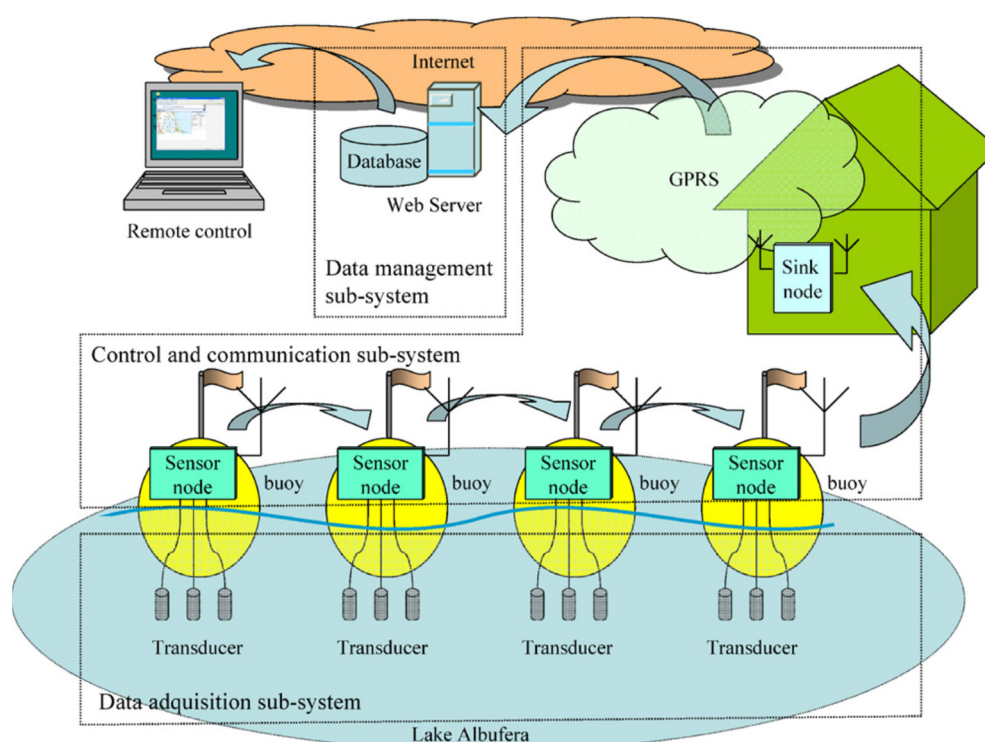 Internet
Database
Web Server
Remote control
GPRS
Data management
sub-system
Sink
node
Control and communication sub-system
Sensor
node
buoy
Sensor
node
buoy
Sensor
node
buoy
Sensor
node
buoy
Transducer
Transducer
Transducer
Transducer
Data adquisition sub-system
Lake Albufera